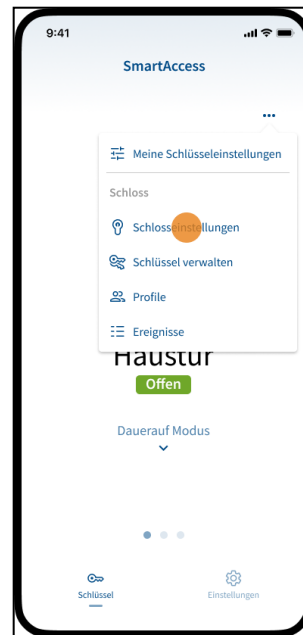 9:41
SmartAccess
Meine Schlüsseleinstellungen
Schloss
Schlosseinstellungen
Schlüssel verwalten
Profile
Ereignisse
Haustür
Offen
Dauerauf Modus
Schlüssel
Einstellungen